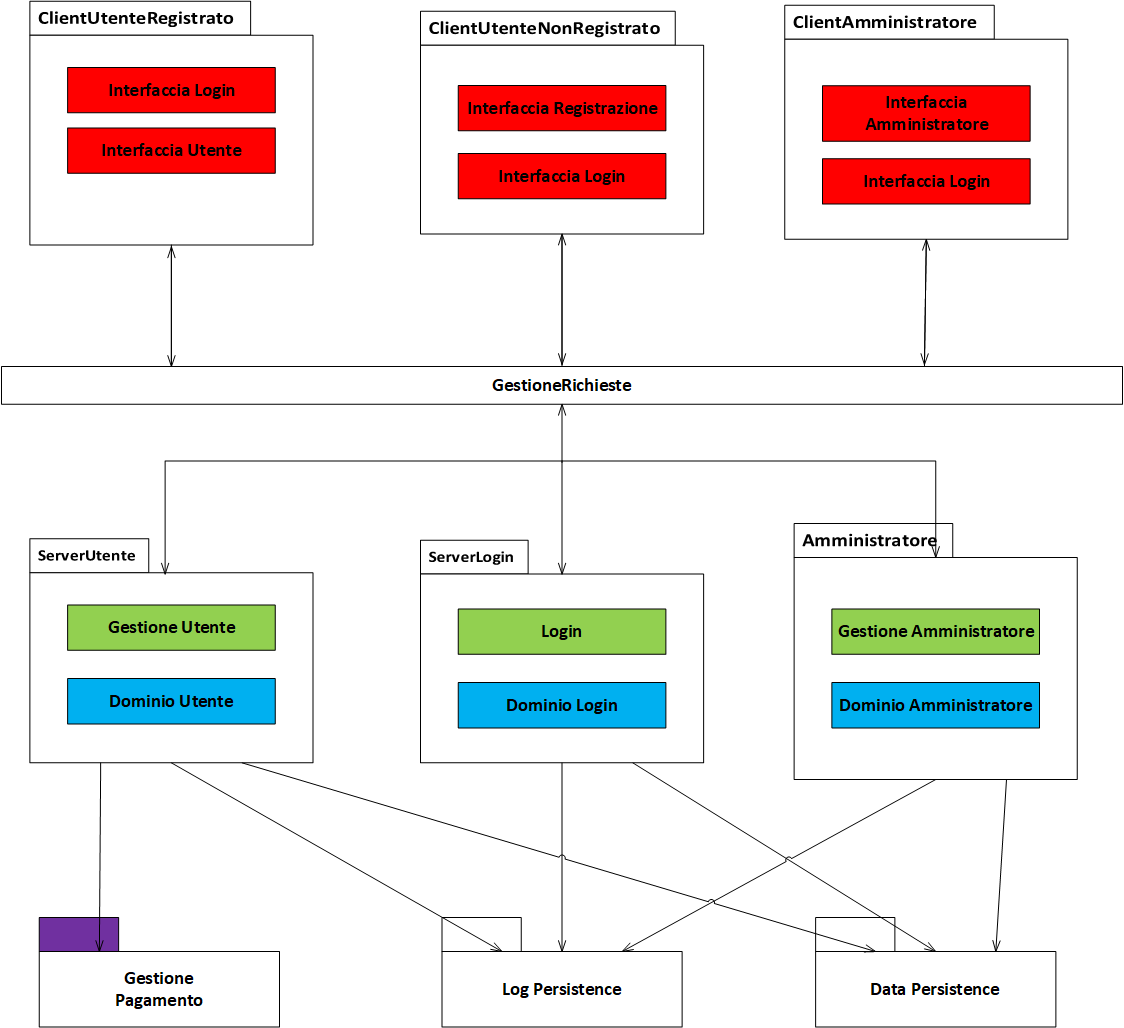 ClientUtenteRegistrato
Interfaccia Login
Interfaccia Utente
ClientUtenteNonRegistrato
Interfaccia Registrazione
Interfaccia Login
ClientAmministratore
Interfaccia
Amministratore
Interfaccia Login
GestioneRichieste
ServerUtente
Gestione Utente
Dominio Utente
ServerLogin
Login
Dominio Login
Amministratore
Gestione Amministratore
Dominio Amministratore
Gestione
Pagamento
Log Persistence
Data Persistence